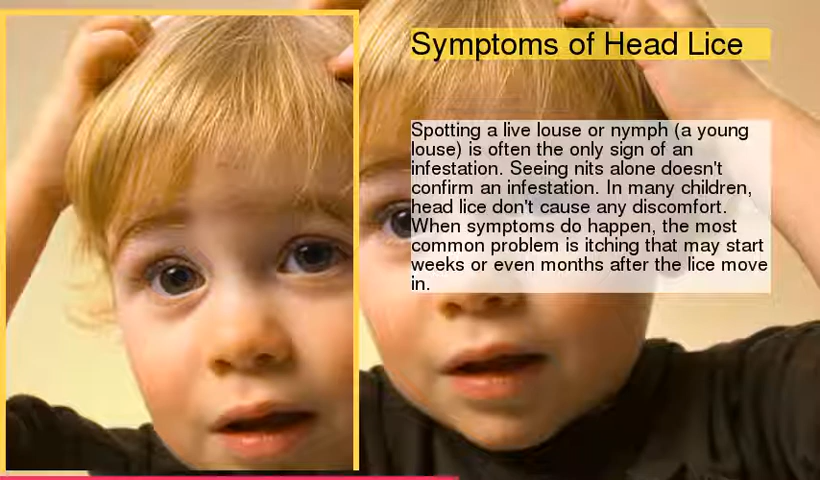 Symptoms of Head Lice
Spotting a live louse or nymph (a young
louse) is often the only sign of an
infestation. Seeing nits alone doesn't
confirm an infestation. In many children,
head lice don't cause any discomfort.
When symptoms do happen, the most
common problem is itching that may start
weeks or even months after the lice move
in.